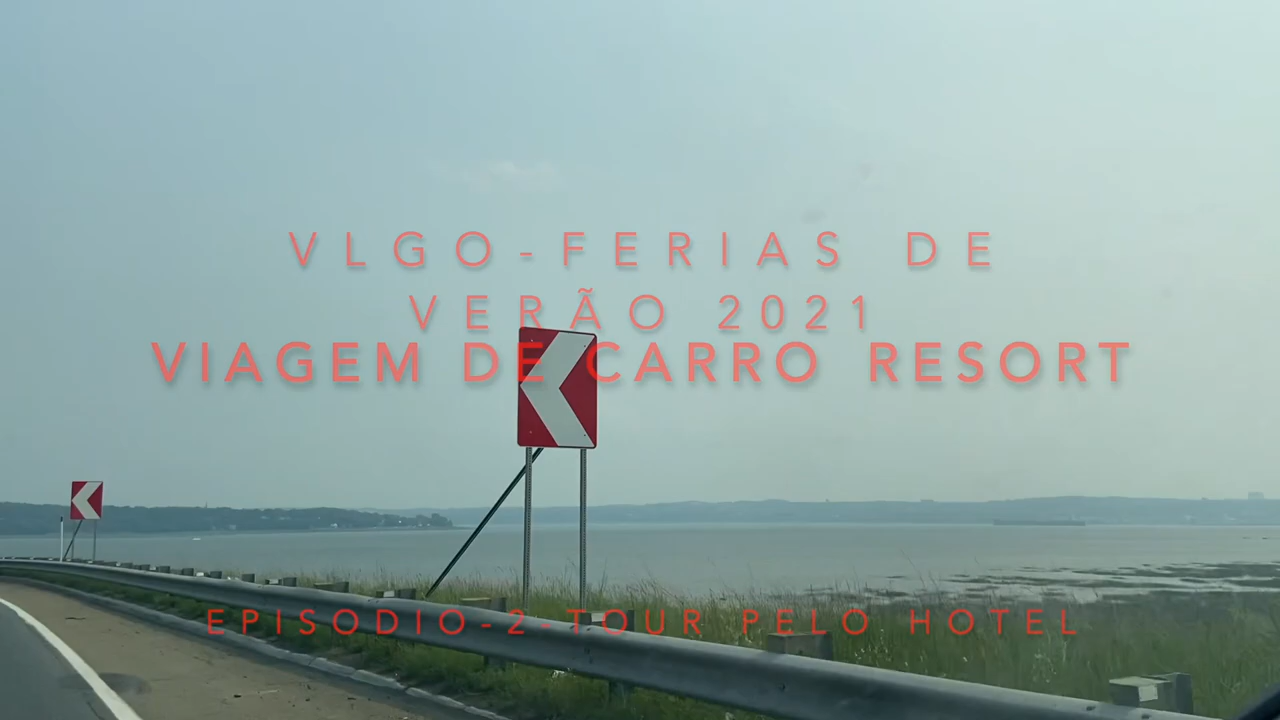 VLGO-FERIAS DE
VERÃO 2021
VIAGEM DE CARRO RESORT
EPISODIO-2-TOUR PELO HOTEL